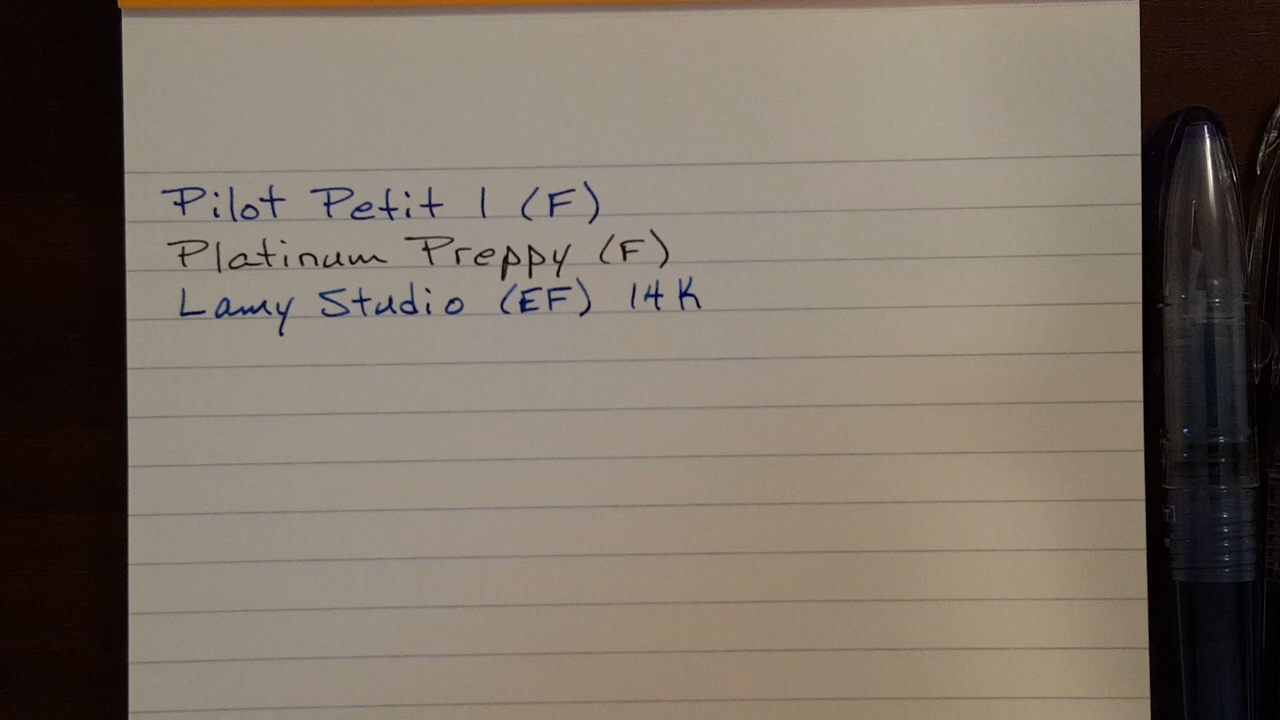 Pilot Petit 1 (F)
Platinum Preppy (F)
Lamy Studio (EF) 14K